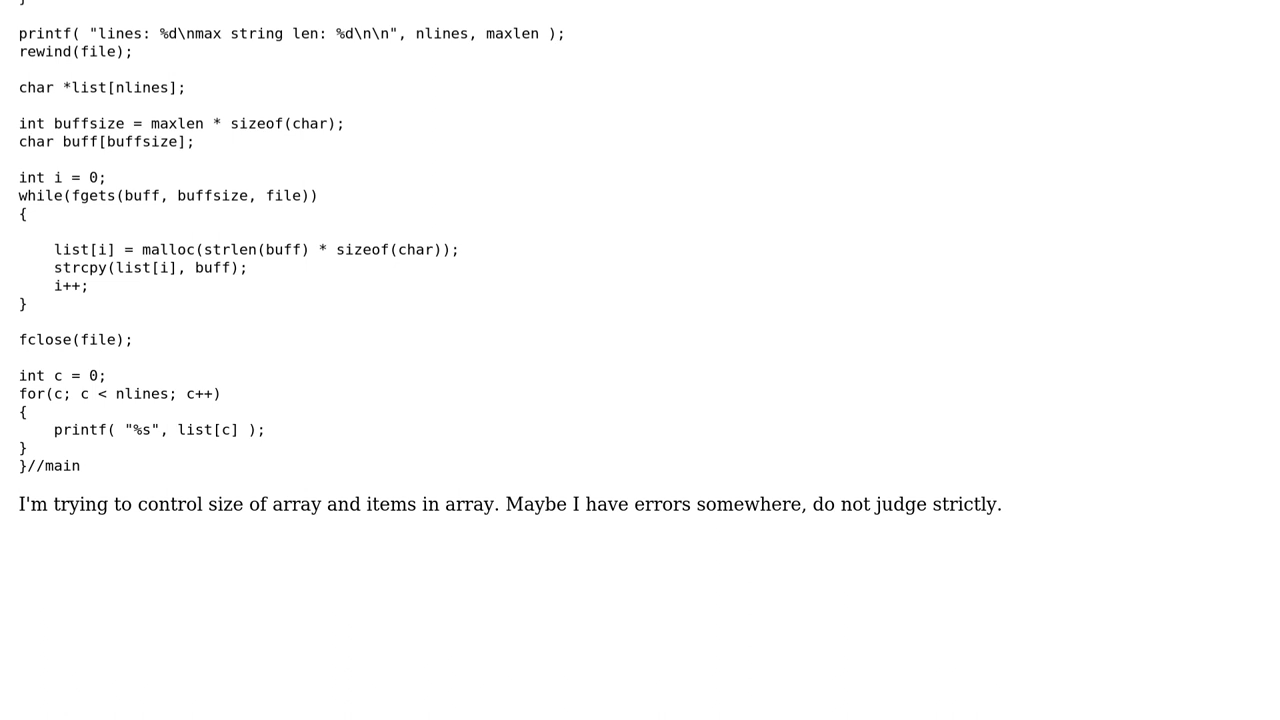 }
printf( "lines: %d\nmax string len: %d\n\n", nlines, maxlen );
rewind(file);
char *list[nlines];
int buffsize = maxlen * sizeof(char);
char buff[buffsize];
int i = 0;
while(fgets(buff, buffsize, file))
{
list[i] = malloc(strlen(buff) * sizeof(char));
strcpy(list[i], buff);
i++;
}
fclose(file);
int c = 0;
for(c; c < nlines; c++)
{
printf( "%s", list[c] );
}
}//main
I'm trying to control size of array and items in array. Maybe I have errors somewhere, do not judge strictly.